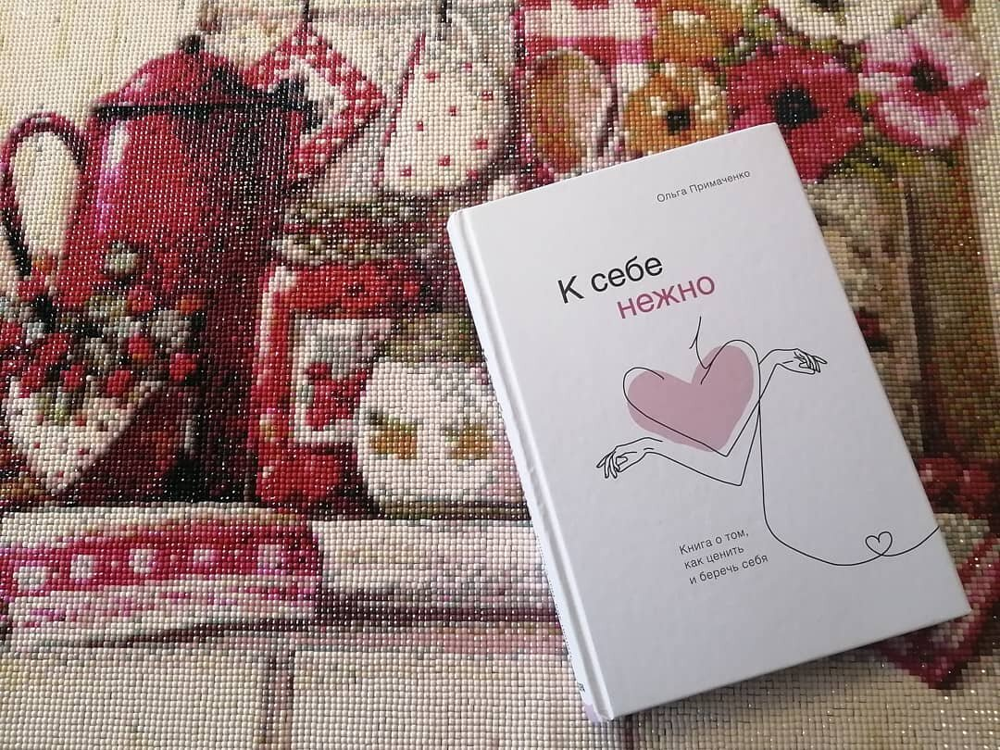 Ольга Примаченко
К себе
нежно
Книга о том,
как ценить
и беречь себя